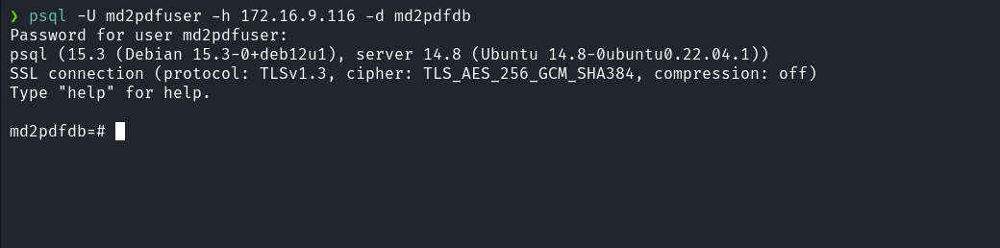 ❯ psql -U md2pdfuser -h 172.16.9.116 -d md2pdfdb
Password for user md2pdfuser:
psql (15.3 (Debian 15.3-0+deb12u1), server 14.8 (Ubuntu 14.8-0ubuntu0.22.04.1))
SSL connection (protocol: TLSv1.3, cipher: TLS_AES_256_GCM_SHA384, compression: off)
Type "help" for help.
md2pdfdb=#